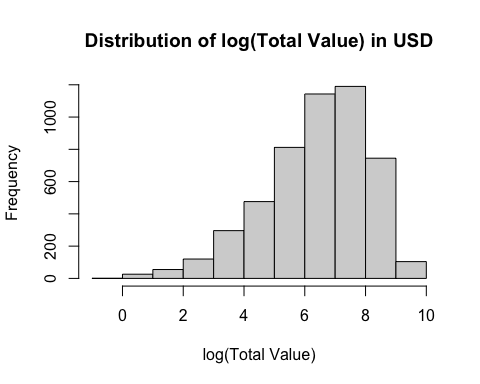 Distribution of log(Total Value) in USD
Frequency
1000
600
200
0
0 2 4 6 8 10
log(Total Value)